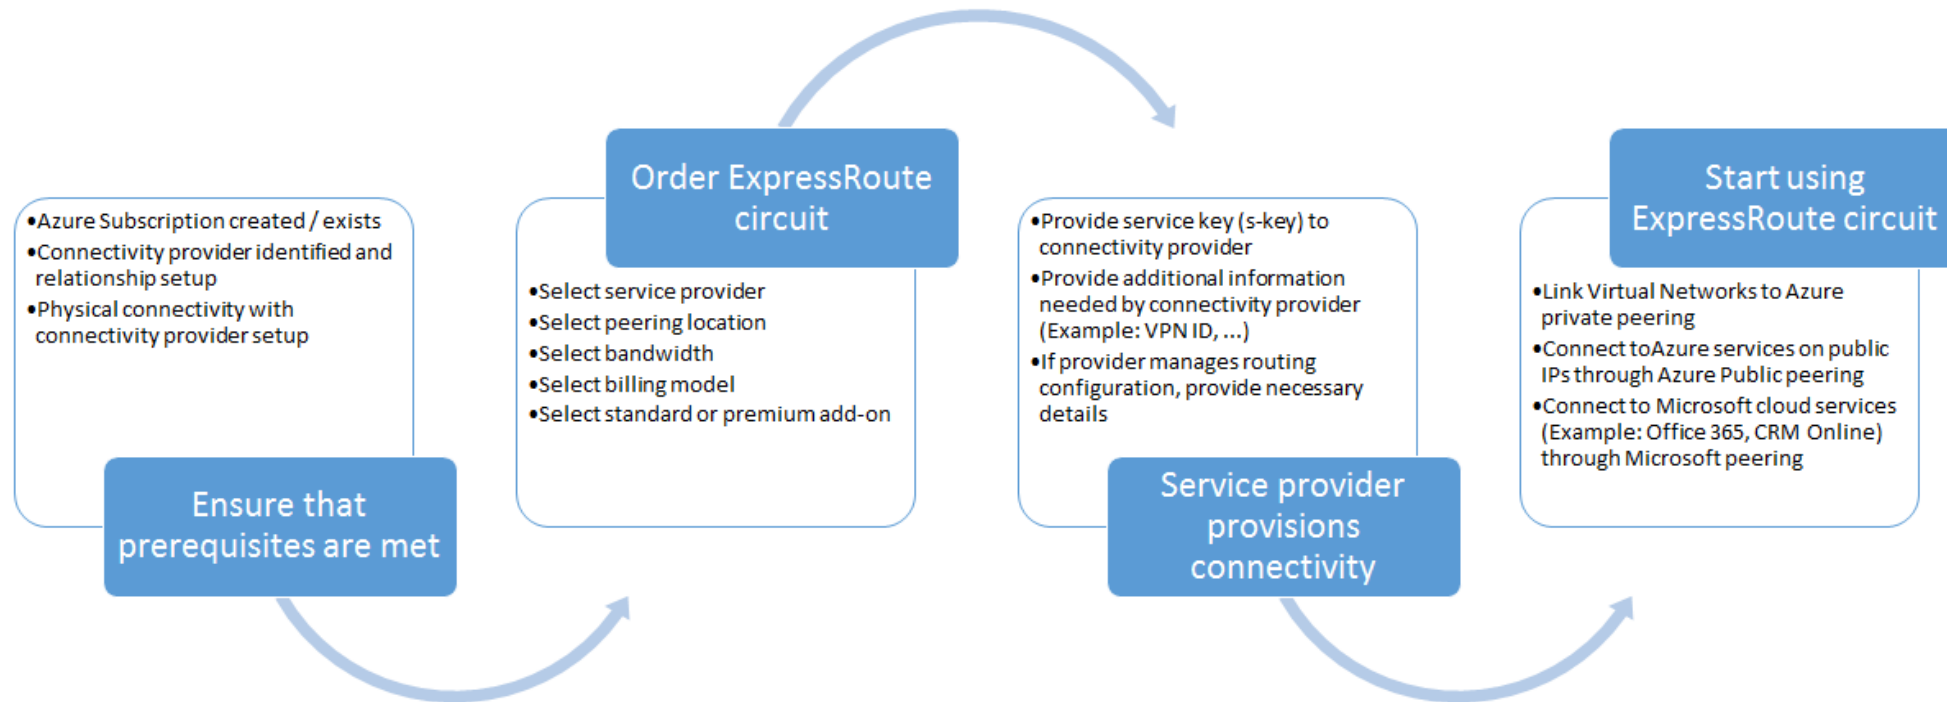 •Azure Subscription created / exists
•Connectivity provider identified and
relationship setup
•Physical connectivity with
connectivity provider setup
Ensure that
prerequisites are met
Order ExpressRoute
circuit
•Select service provider
•Select peering location
•Select bandwidth
•Select billing model
•Select standard or premium add-on
•Provide service key (s-key) to
connectivity provider
•Provide additional information
needed by connectivity provider
(Example: VPN ID, ...)
•If provider manages routing
configuration, provide necessary
details
Service provider
provisions
connectivity
Start using
ExpressRoute circuit
•Link Virtual Networks to Azure
private peering
•Connect toAzure services on public
IPs through Azure Public peering
•Connect to Microsoft cloud services
(Example: Office 365, CRM Online)
through Microsoft peering